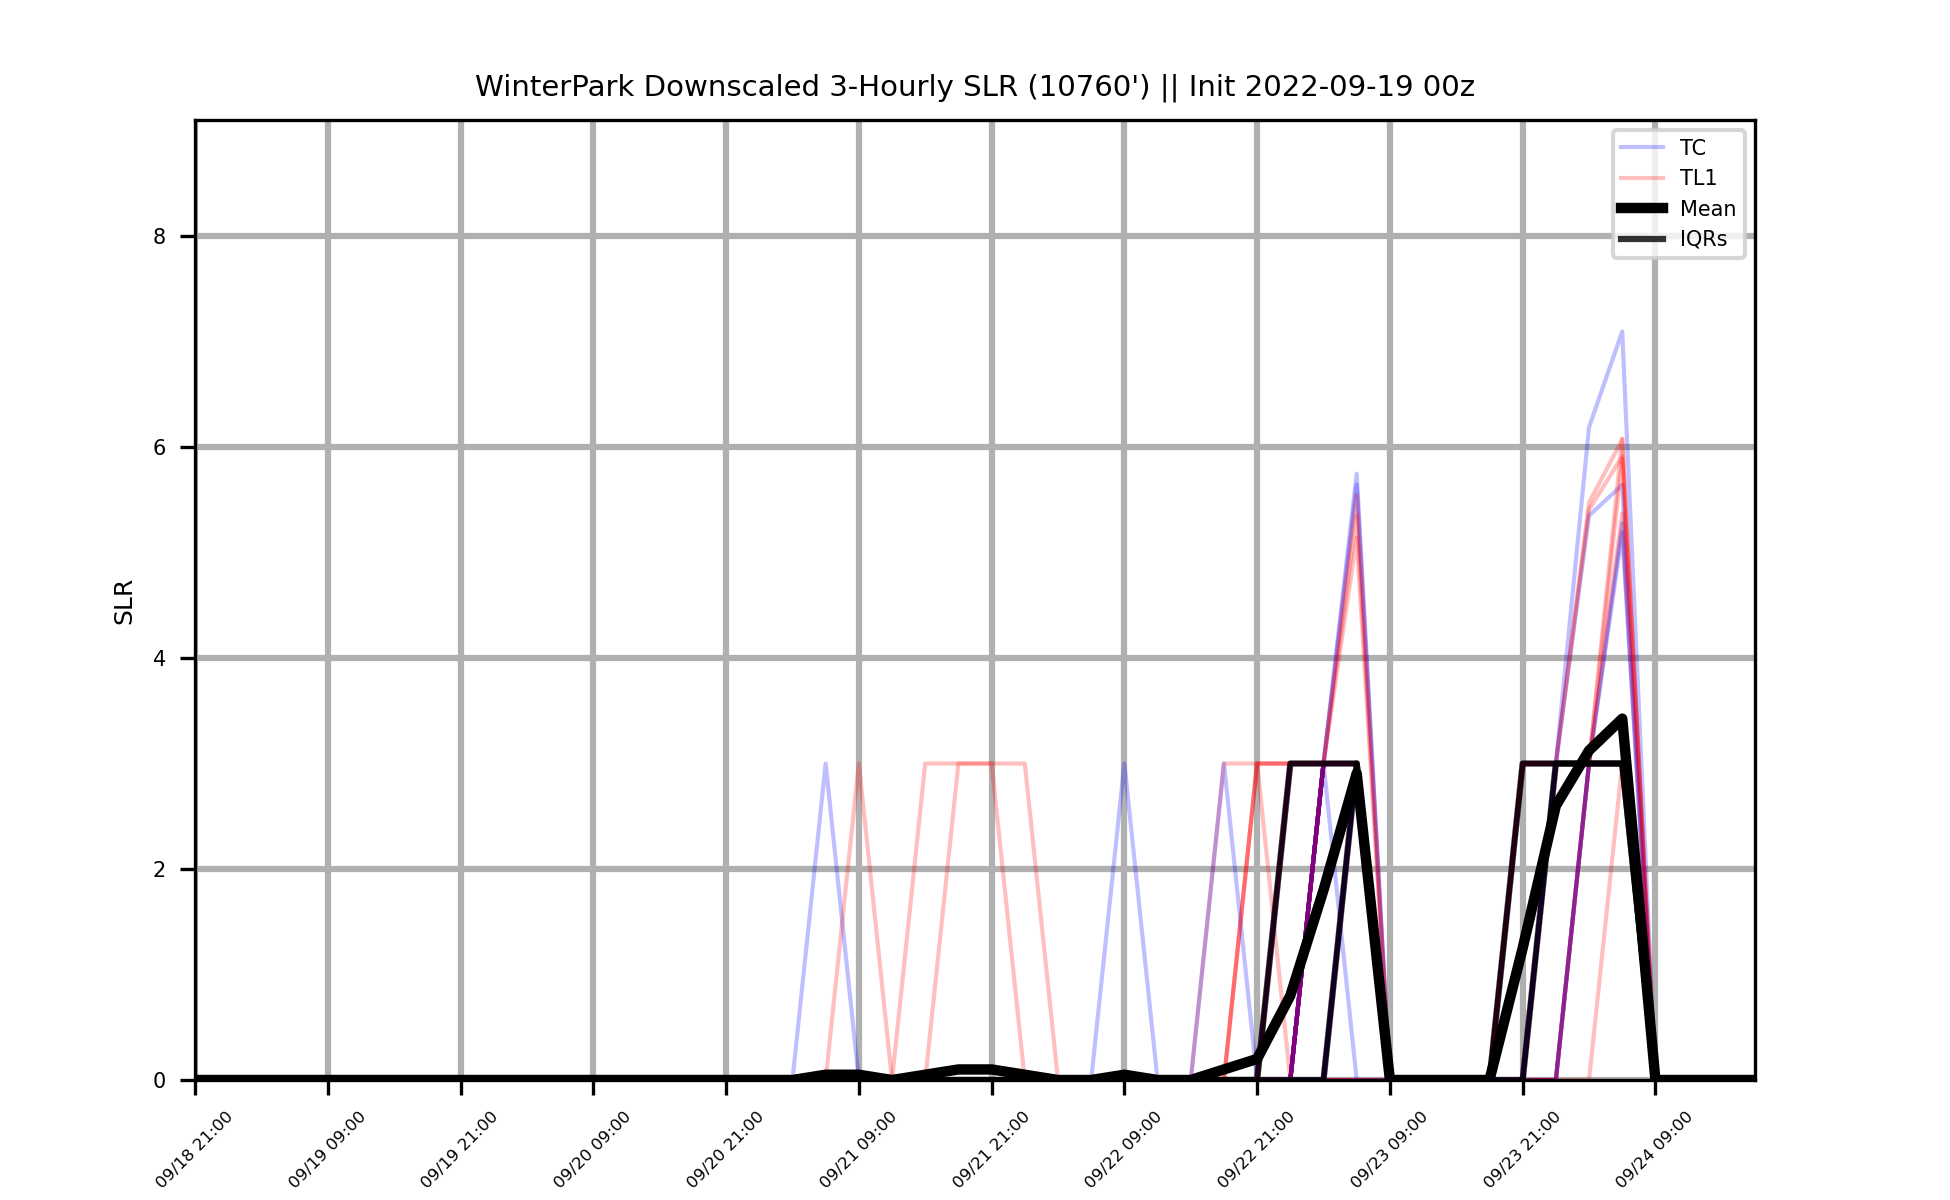 WinterPark Downscaled 3-Hourly SLR (10760') || Init 2022-09-19 00z
TC
TL1
Mean
IQRs
SLR
8
6
4
2
0
09/18 21:00
09/19 09:00
09/19 21:00
09/20 09:00
09/20 21:00
09/21 09:00
09/21 21:00
09/22 09:00
09/22 21:00
09/23 09:00
09/23 21:00
09/24 09:00